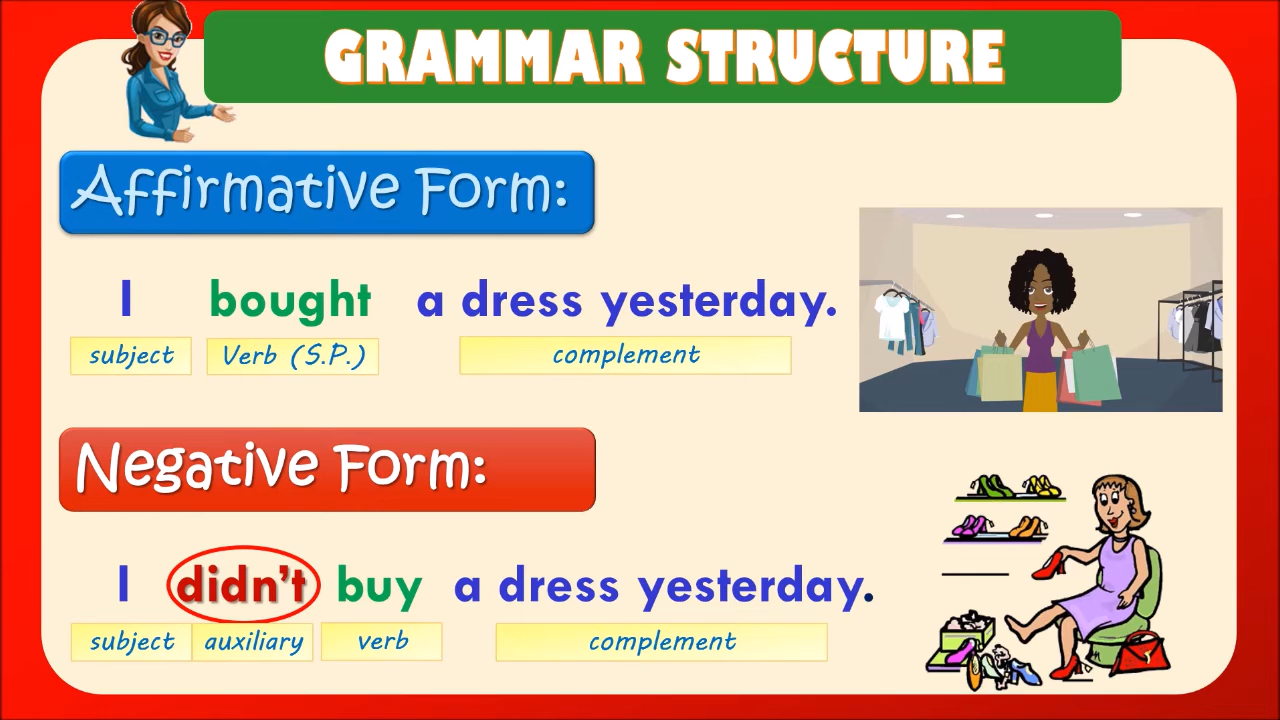 GRAMMAR STRUCTURE
Affirmative Form:
I bought a dress yesterday.
subject Verb (S.P.) complement
Negative Form:
I didn't buy a dress yesterday.
subject auxiliary verb complement